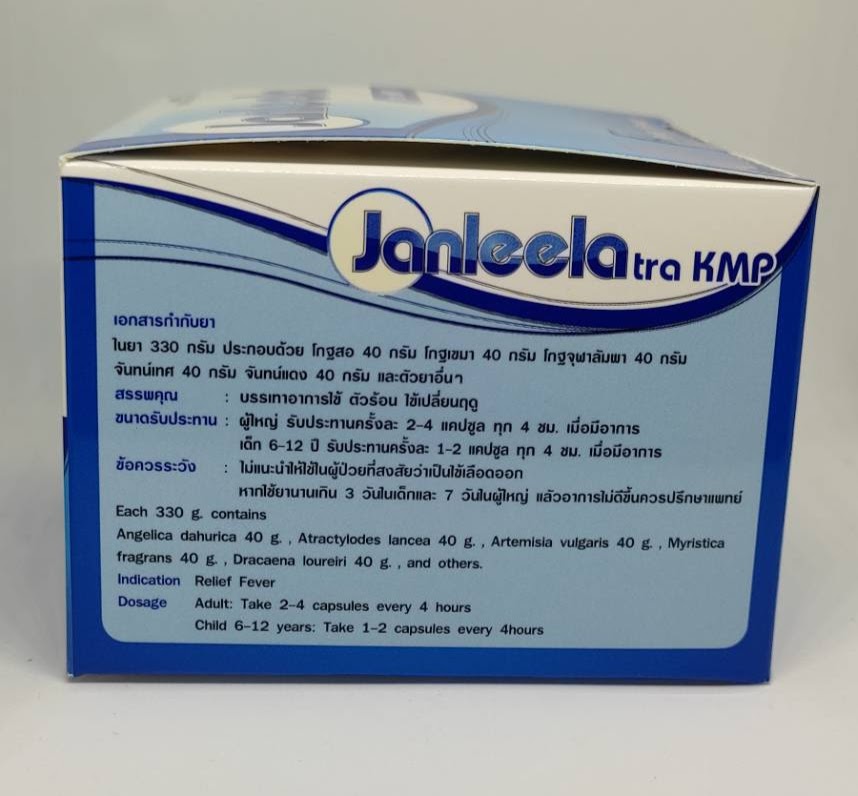 Janleela tra KMP
เอกสารกำกับยา
ในยา 330 กรัม ประกอบด้วย โกฐสอ 40 กรัม โกฐเขมา 40 กรัม โกฐจุฬาลัมพา 40 กรัม
จันทน์เทศ 40 กรัม จันทน์แดง 40 กรัม และตัวยาอื่นๆ
สรรพคุณ : บรรเทาอาการไข้ ตัวร้อน ไข้เปลี่ยนฤดู
ขนาดรับประทาน : ผู้ใหญ่ รับประทานครั้งละ 2-4 แคปซูล ทุก 4 ชม. เมื่อมีอาการ
เด็ก 6-12 ปี รับประทานครั้งละ 1-2 แคปซูล ทุก 4 ชม. เมื่อมีอาการ
ข้อควรระวัง : ไม่แนะนำให้ใช้ในผู้ป่วยที่สงสัยว่าเป็นไข้เลือดออก
หากใช้ยานานเกิน 3 วันในเด็กและ 7 วันในผู้ใหญ่ แล้วอาการไม่ดีขึ้นควรปรึกษาแพทย์
Each 330 g. contains
Angelica dahurica 40 g. , Atractylodes lancea 40 g. , Artemisia vulgaris 40 g. , Myristica
fragrans 40 g. , Dracaena loureiri 40 g. , and others.
Indication Relief Fever
Dosage Adult: Take 2-4 capsules every 4 hours
Child 6-12 years: Take 1-2 capsules every 4hours